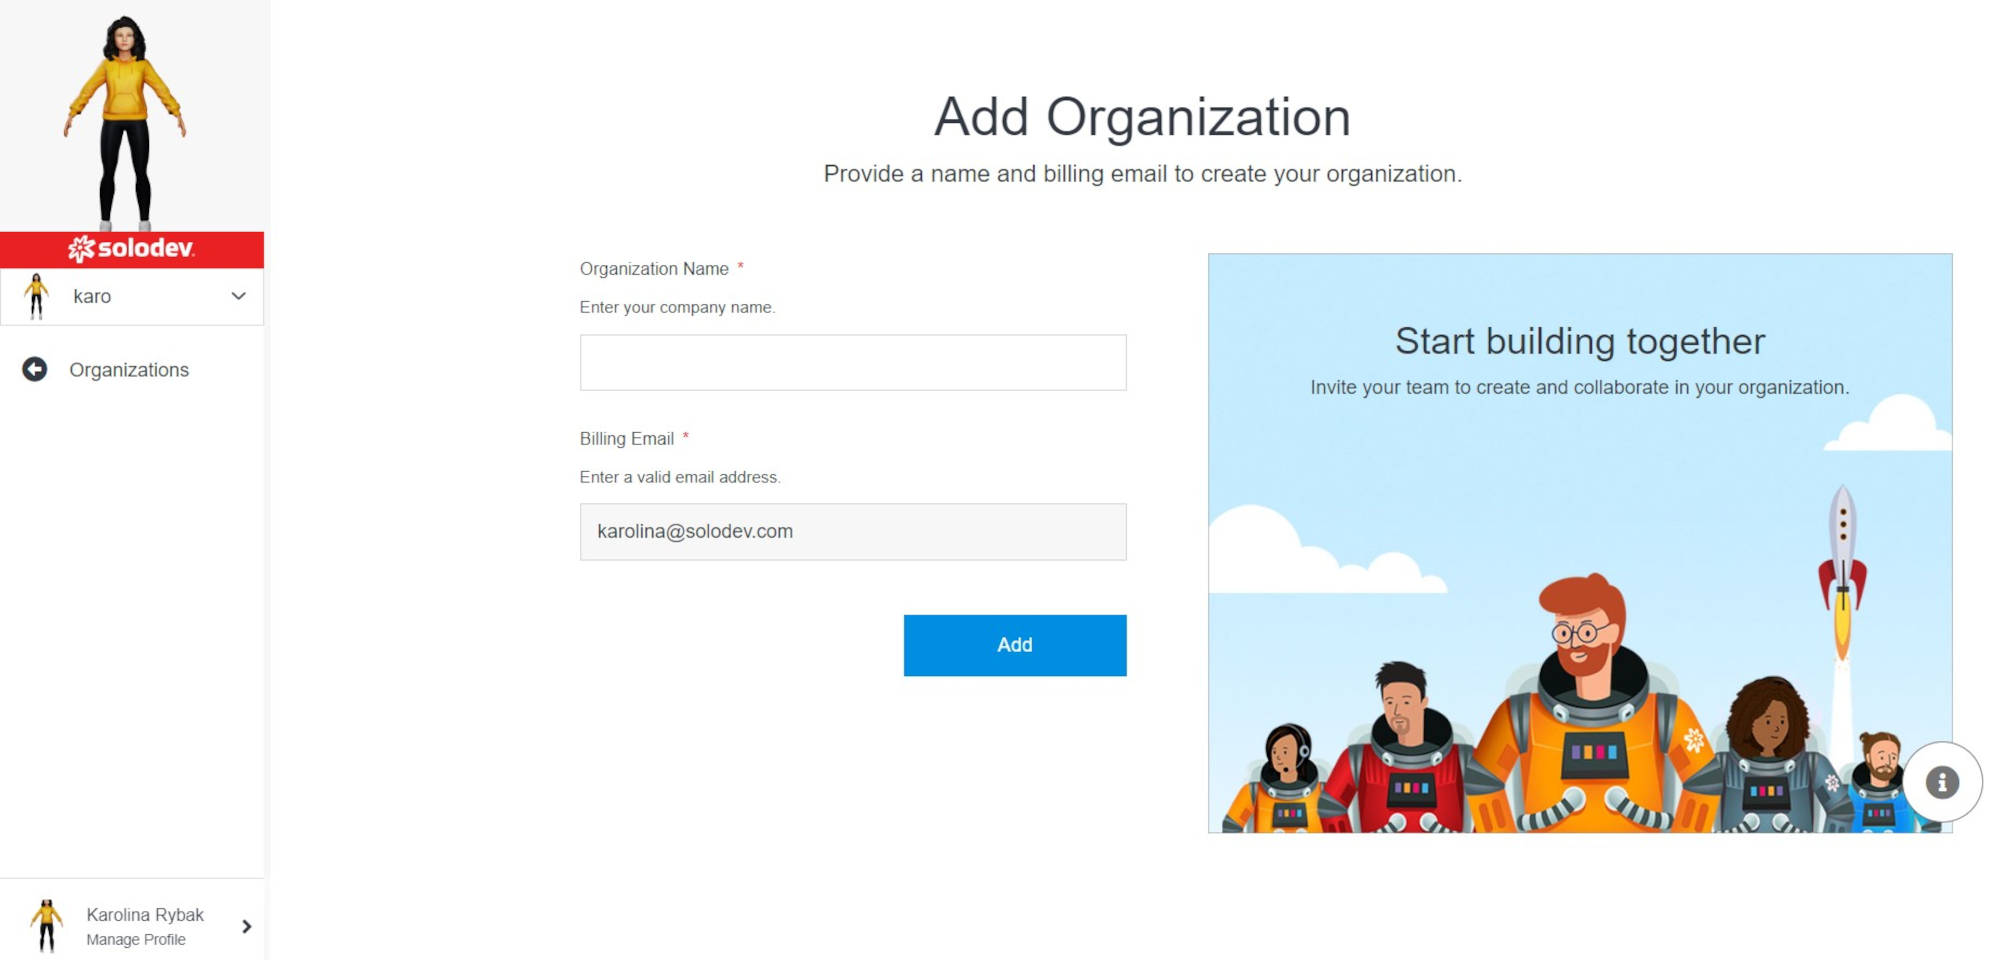 solodev
karo
Organizations
Karolina Rybak
Manage Profile
Add Organization
Provide a name and billing email to create your organization.
Organization Name *
Enter your company name.
Billing Email *
Enter a valid email address.
karolina@solodev.com
Add
Start building together
Invite your team to create and collaborate in your organization.